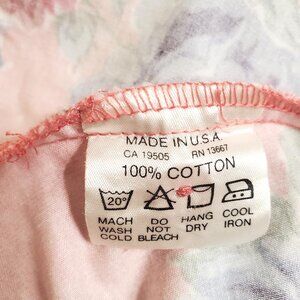 MADE IN U.S.A.
CA 19505 RN 13667
100% COTTON
20°
MACH DO HANG COOL
WASH NOT DRY IRON
COLD BLEACH